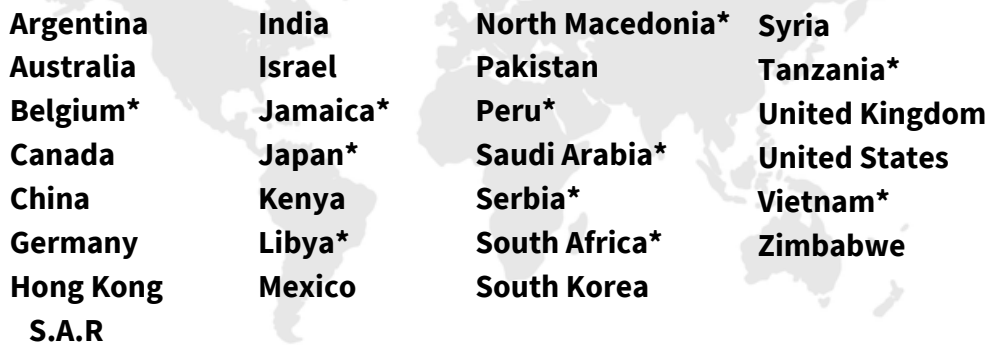 Argentina
Australia
Belgium*
Canada
China
Germany
Hong Kong
S.A.R
India
Israel
Jamaica*
Japan*
Kenya
Libya*
Mexico
North Macedonia*
Pakistan
Peru*
Saudi Arabia*
Serbia*
South Africa*
South Korea
Syria
Tanzania*
United Kingdom
United States
Vietnam*
Zimbabwe